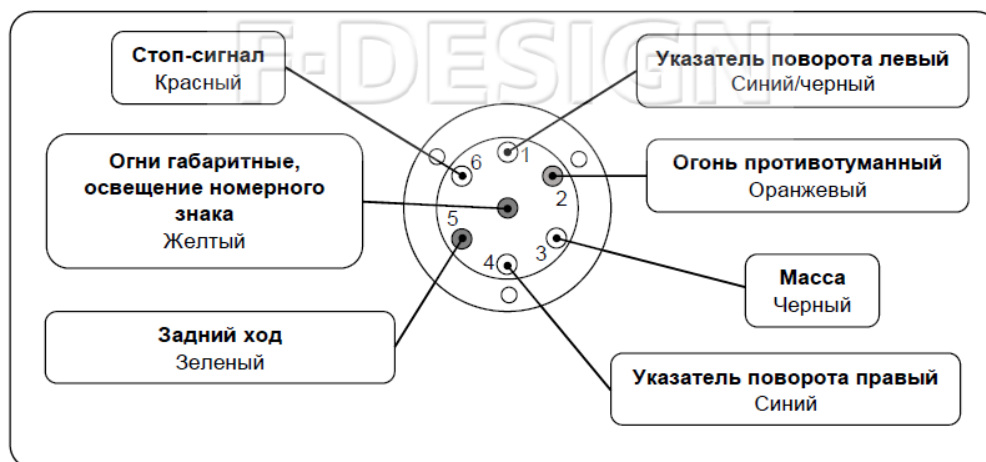 F-DESIGN
Стоп-сигнал
Красный
Указатель поворота левый
Синий/черный
Огни габаритные,
освещение номерного
знака
Желтый
Огонь противотуманный
Оранжевый
6
1
2
5
3
4
Масса
Черный
Задний ход
Зеленый
Указатель поворота правый
Синий